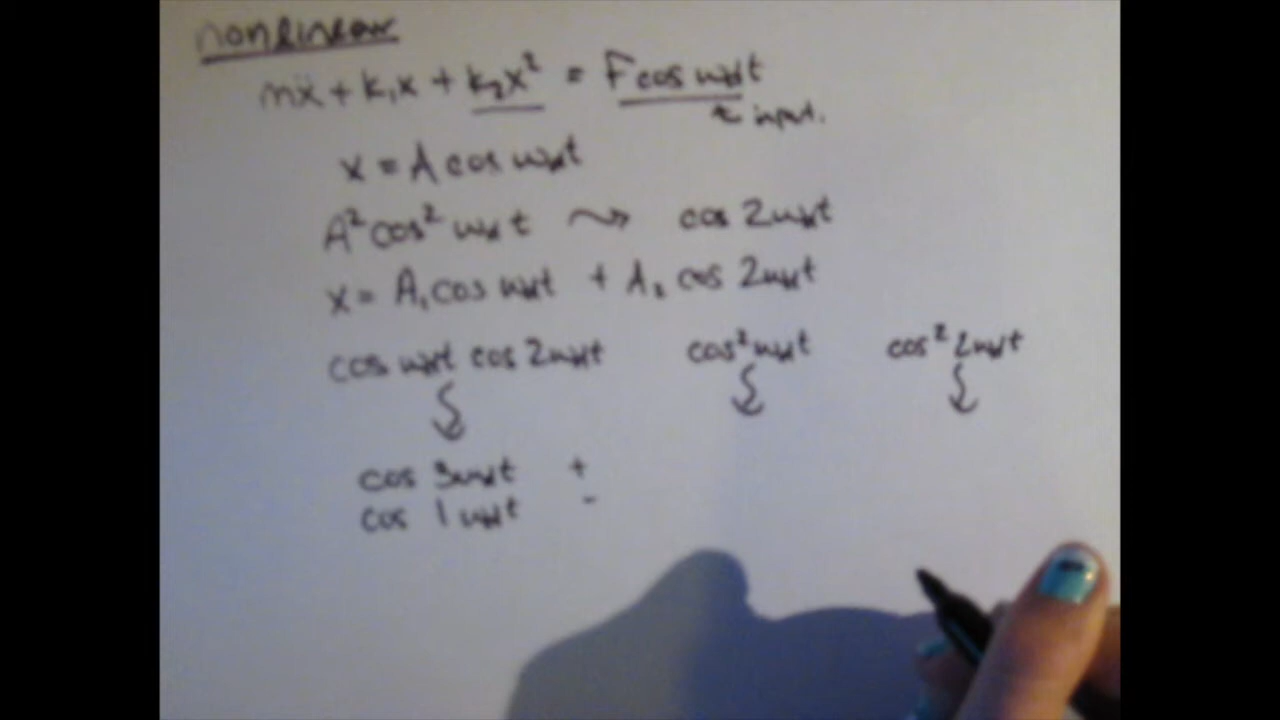 nonlinear
mẍ + k₁x + k₂x² = F cos ωdt
↖ input.
x = A cos ωdt
A² cos² ωdt ⇝ cos 2ωdt
x = A₁ cos ωdt + A₂ cos 2ωdt
cos ωdt cos 2ωdt cos² ωdt cos² 2ωdt
cos 3ωdt +
cos 1ωdt -